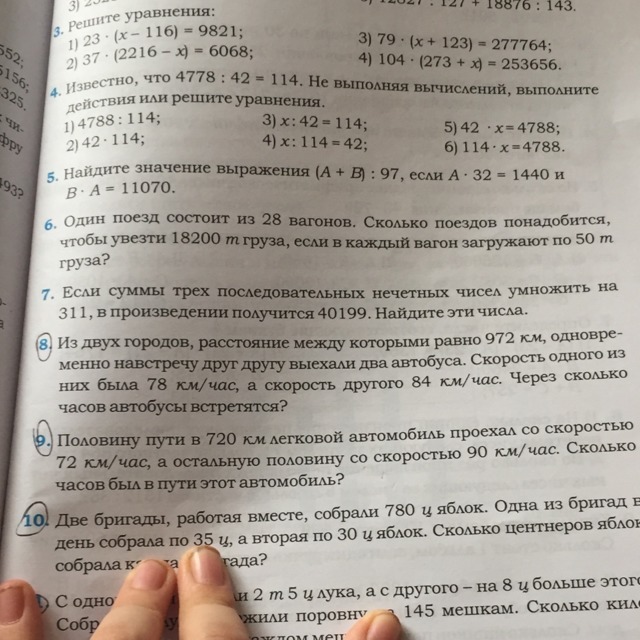 3. Решите уравнения:
: 127 + 18876 : 143.
1) 23 · (x – 116) = 9821;
3) 79 · (x + 123) = 277764;
2) 37 · (2216 – x) = 6068;
4) 104 · (273 + x) = 253656.
4. Известно, что 4778 : 42 = 114. Не выполняя вычислений, выполните
действия или решите уравнения.
1) 4788 : 114;
3) x : 42 = 114;
5) 42 · x = 4788;
2) 42 · 114;
4) x : 114 = 42;
6) 114 · x = 4788.
5. Найдите значение выражения (A + B) : 97, если A · 32 = 1440 и
B · A = 11070.
6. Один поезд состоит из 28 вагонов. Сколько поездов понадобится,
чтобы увезти 18200 т груза, если в каждый вагон загружают по 50 т
груза?
7. Если суммы трех последовательных нечетных чисел умножить на
311, в произведении получится 40199. Найдите эти числа.
8. Из двух городов, расстояние между которыми равно 972 км, одновре-
менно навстречу друг другу выехали два автобуса. Скорость одного из
них была 78 км/час, а скорость другого 84 км/час. Через сколько
часов автобусы встретятся?
9. Половину пути в 720 км легковой автомобиль проехал со скоростью
72 км/час, а остальную половину со скоростью 90 км/час. Сколько
часов был в пути этот автомобиль?
10. Две бригады, работая вместе, собрали 780 ц яблок. Одна из бригад в
день собрала по 35 ц, а вторая по 30 ц яблок. Сколько центнеров яблок
собрала
С 2 т 5 ц лука, а с другого – на 8 ц больше этого.
поровну 145 мешкам. Сколько